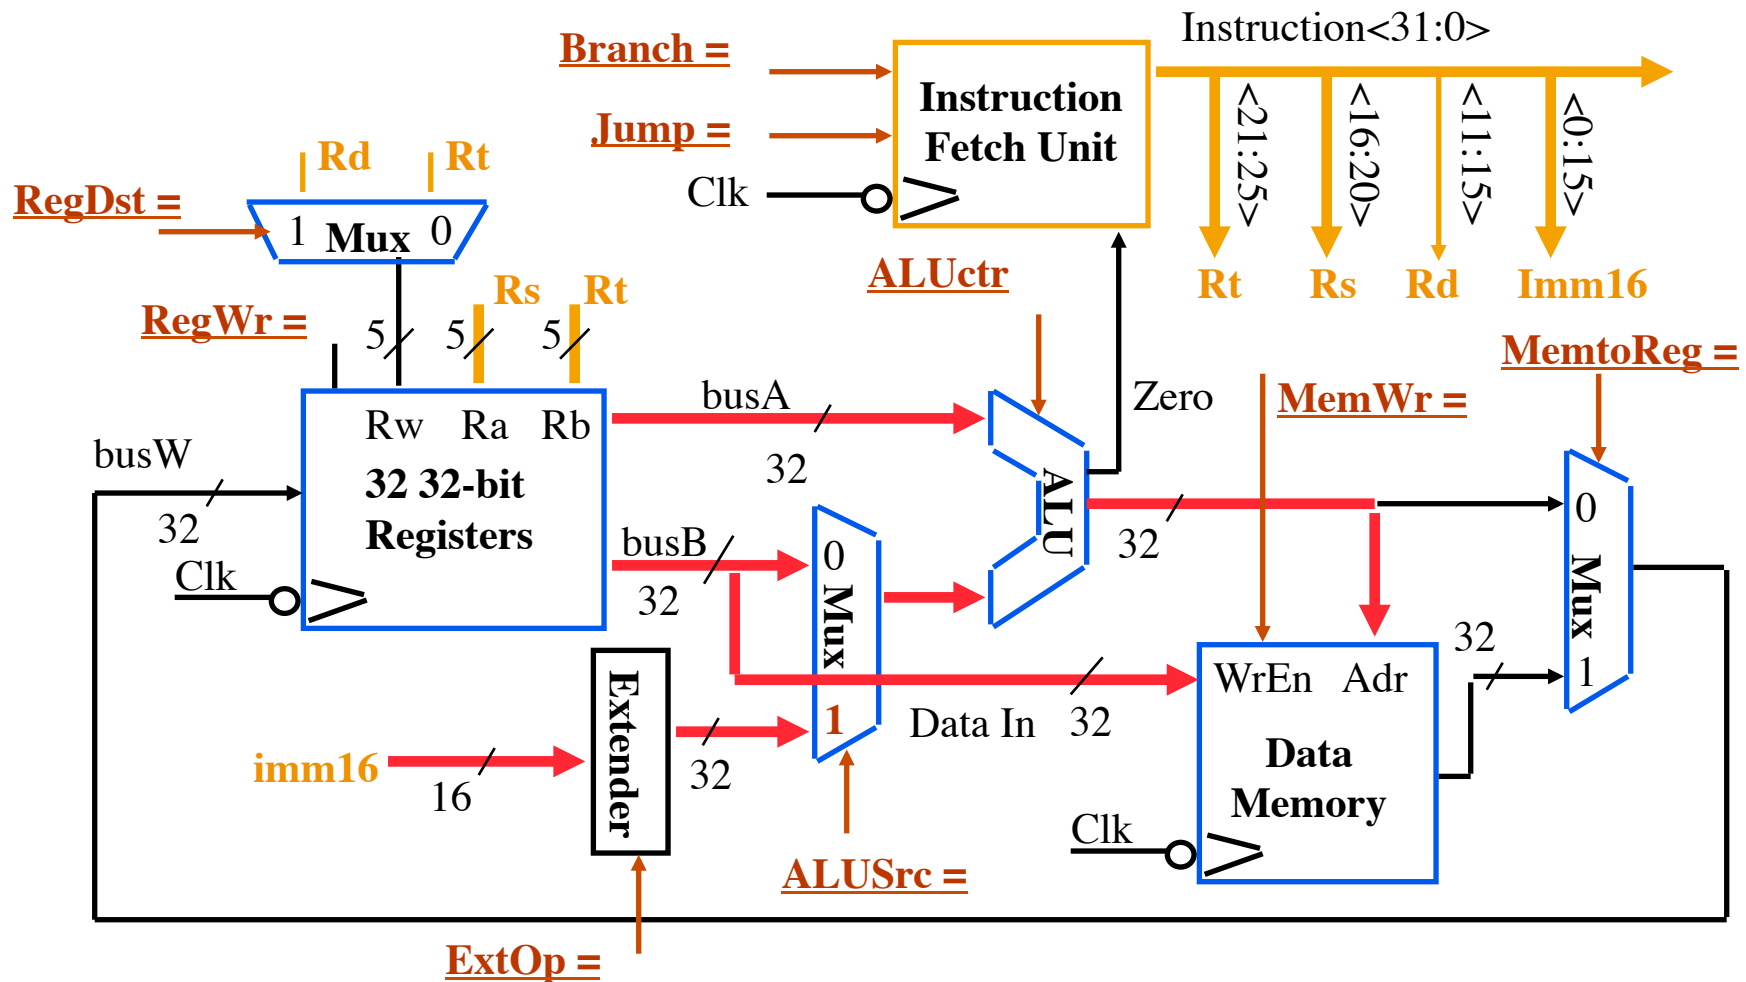 Instruction<31:0>
Branch =
Instruction
Fetch Unit
Jump =
Clk
<21:25>
<16:20>
<11:15>
<0:15>
Rd
Rt
RegDst =
1
Mux
0
Rt
Rs
Rd
Imm16
ALUctr
Rs
Rt
RegWr =
5
5
5
MemtoReg =
MemWr =
busA
Zero
Rw
Ra
Rb
busW
32
32 32-bit
Registers
32
ALU
0
32
Mux
1
32
busB
32
0
Mux
1
Clk
32
WrEn
Adr
Data In
32
Data
Memory
Clk
Extender
imm16
16
32
ALUSrc =
ExtOp =